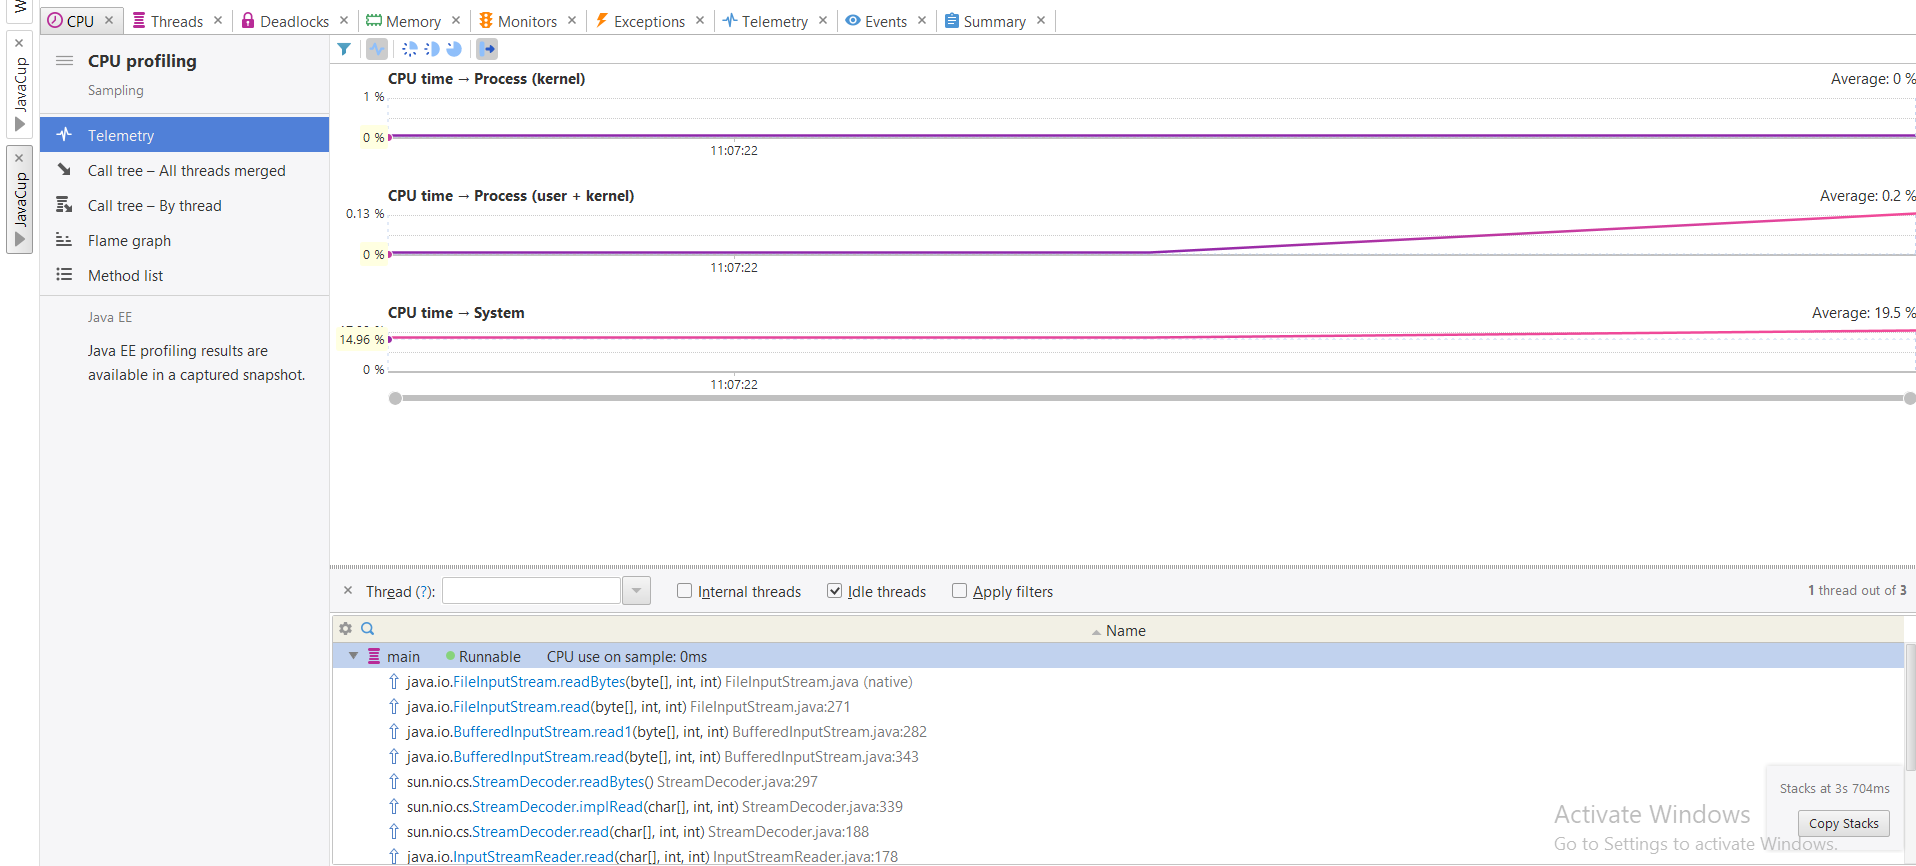 W
JavaCup
JavaCup
CPU Threads Deadlocks Memory Monitors Exceptions Telemetry Events Summary
CPU profiling
Sampling
Telemetry
Call tree – All threads merged
Call tree – By thread
Flame graph
Method list
Java EE
Java EE profiling results are
available in a captured snapshot.
CPU time → Process (kernel) Average: 0 %
1 %
0 %
11:07:22
CPU time → Process (user + kernel) Average: 0.2 %
0.13 %
0 %
11:07:22
CPU time → System Average: 19.5 %
14.96 %
0 %
11:07:22
Thread (?): Internal threads Idle threads Apply filters 1 thread out of 3
Name
main Runnable CPU use on sample: 0ms
java.io.FileInputStream.readBytes(byte[], int, int) FileInputStream.java (native)
java.io.FileInputStream.read(byte[], int, int) FileInputStream.java:271
java.io.BufferedInputStream.read1(byte[], int, int) BufferedInputStream.java:282
java.io.BufferedInputStream.read(byte[], int, int) BufferedInputStream.java:343
sun.nio.cs.StreamDecoder.readBytes() StreamDecoder.java:297
sun.nio.cs.StreamDecoder.implRead(char[], int, int) StreamDecoder.java:339
sun.nio.cs.StreamDecoder.read(char[], int, int) StreamDecoder.java:188
java.io.InputStreamReader.read(char[], int, int) InputStreamReader.java:178
Stacks at 3s 704ms
Copy Stacks
Activate Windows
Go to Settings to activate Windows.